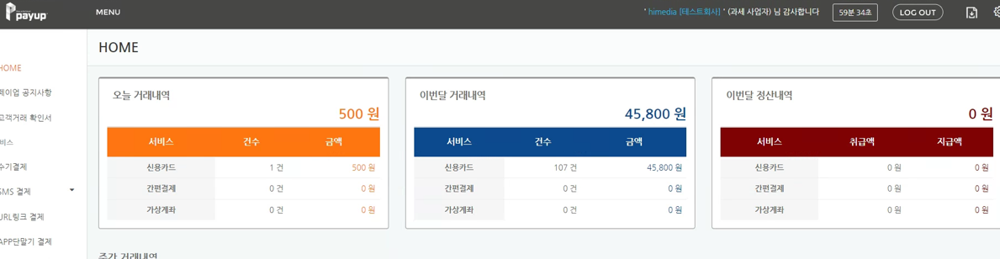 payup
MENU
' himedia [테스트회사] ' (과세 사업자) 님 감사합니다
59분 34초
LOG OUT
HOME
HOME
페이업 공지사항
고객거래 확인서
비스
수기결제
SMS 결제
URL링크 결제
APP단말기 결제
오늘 거래내역
500 원
서비스 건수 금액
신용카드 1 건 500 원
간편결제 0 건 0 원
가상계좌 0 건 0 원
이번달 거래내역
45,800 원
서비스 건수 금액
신용카드 107 건 45,800 원
간편결제 0 건 0 원
가상계좌 0 건 0 원
이번달 정산내역
0 원
서비스 취급액 지급액
신용카드 0 원 0 원
간편결제 0 원 0 원
가상계좌 0 원 0 원
주간 거래내역